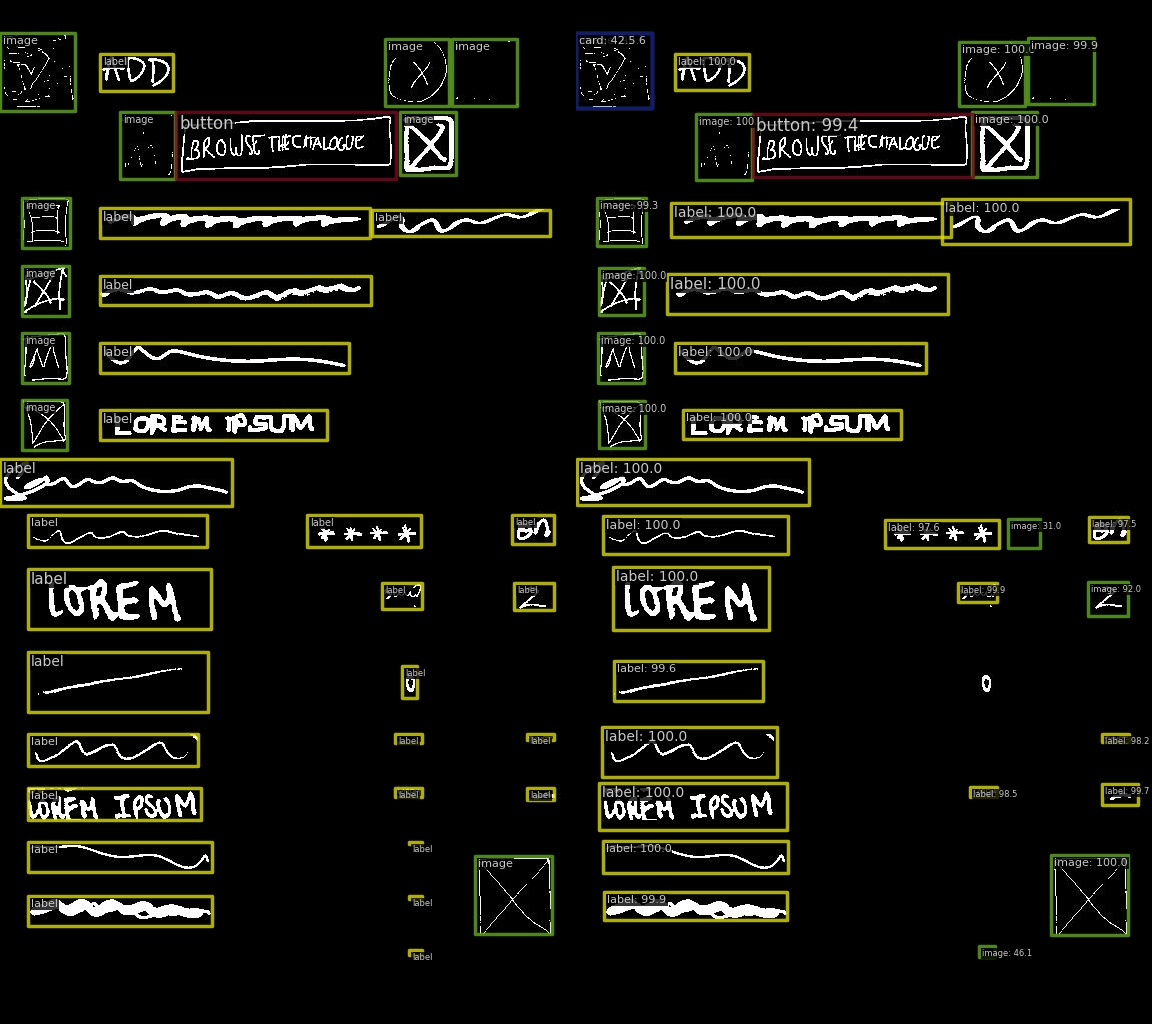 image card: 42.5.6
label ADD image X image label: 100.0 ADD image: 100.0 X image: 99.9
image button BROWSE THE CATALOGUE image image: 100 button: 99.4 BROWSE THE CATALOGUE image: 100.0
image label label image: 99.3 label: 100.0 label: 100.0
image label image: 100.0 label: 100.0
image label image: 100.0 label: 100.0
image label LOREM IPSUM image: 100.0 label: 100.0 LOREM IPSUM
label label: 100.0
label label * * * * label on label: 100.0 label: 97.6 * * * * image: 31.0 label: 97.5 on
label LOREM label label label: 100.0 LOREM label: 99.9 image: 92.0
label label 0 label: 99.6 0
label label label label: 100.0 label: 98.2
label LOREM IPSUM label label label: 100.0 LOREM IPSUM label: 98.5 label: 99.7
label label label: 100.0
image image: 100.0
label label label: 99.9
label image: 46.1